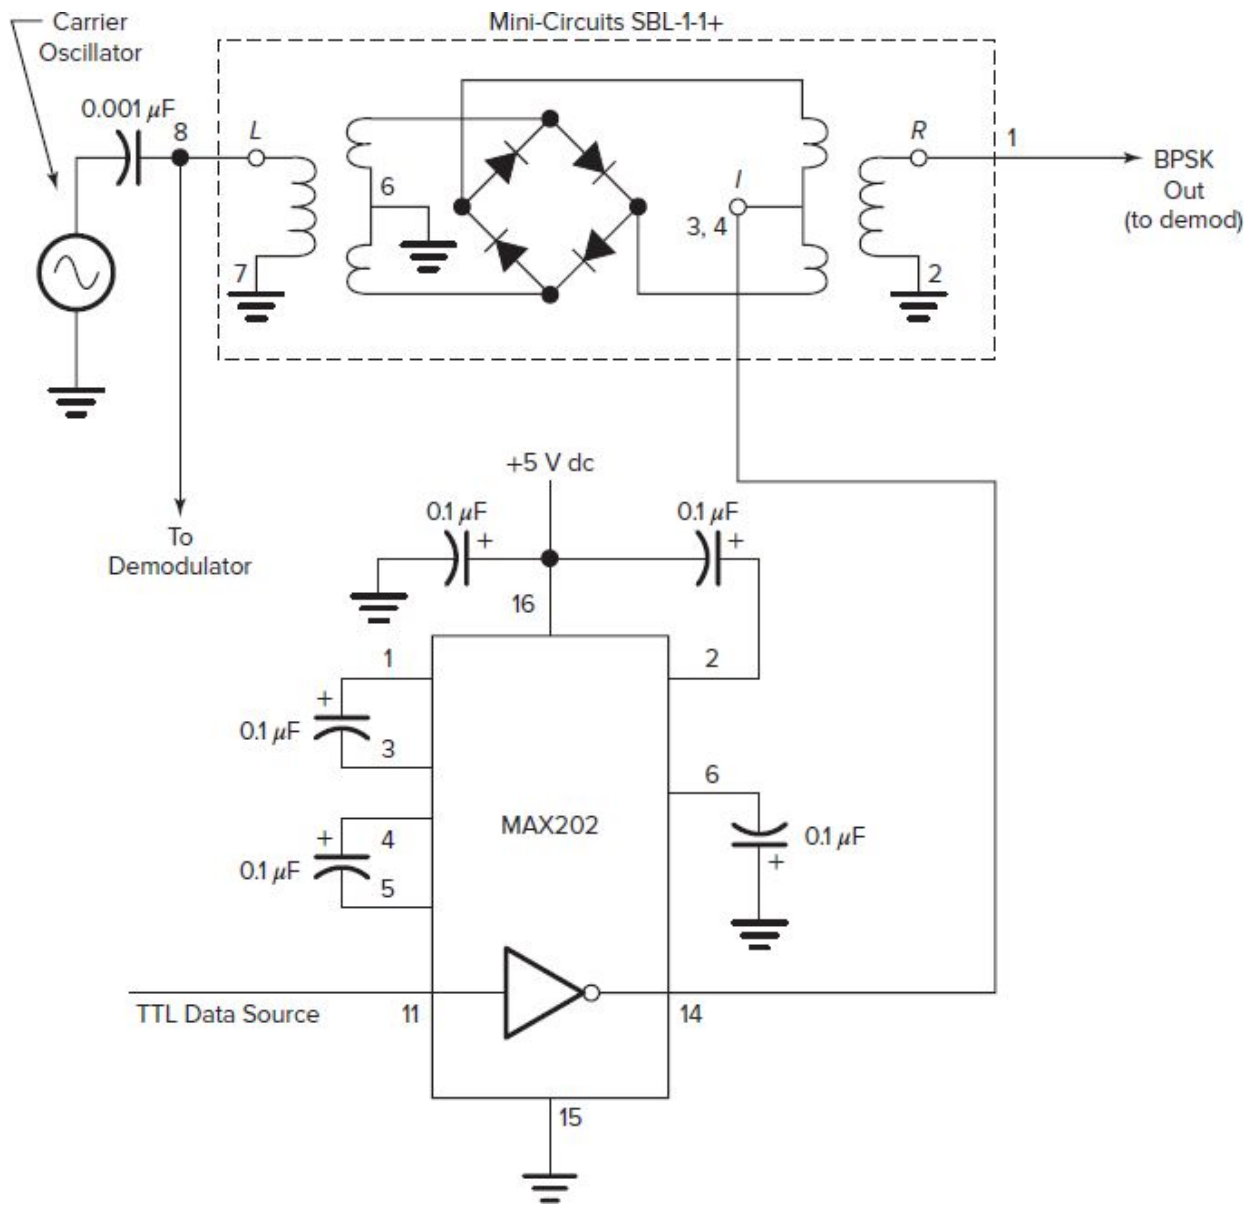 Carrier
Oscillator
Mini-Circuits SBL-1-1+
0.001 μF
8
L
6
I
3, 4
R
1
BPSK
Out
(to demod)
7
2
+5 V dc
To
Demodulator
0.1 μF
+
0.1 μF
+
16
1
2
+
0.1 μF
3
6
MAX202
+
4
0.1 μF
5
0.1 μF
+
TTL Data Source
11
14
15